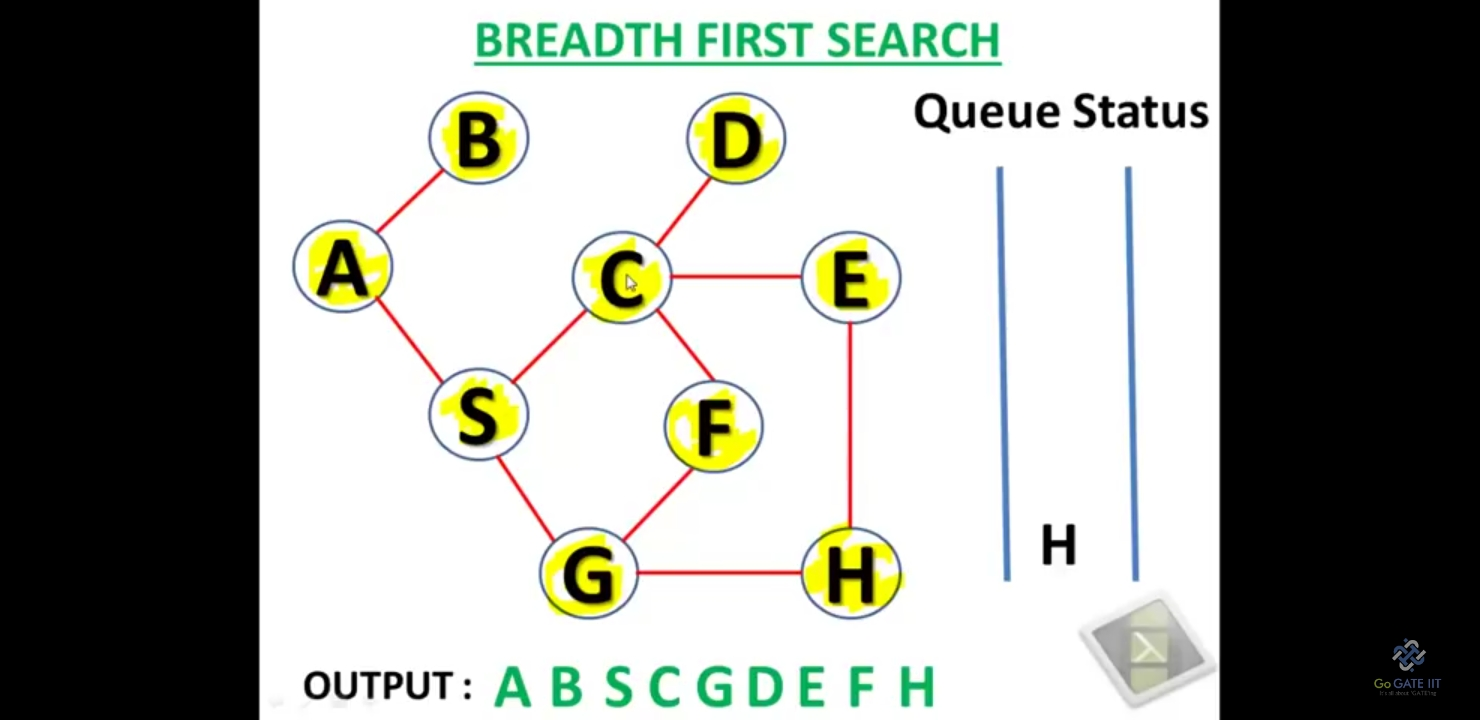 BREADTH FIRST SEARCH
Queue Status
B
D
A
C
E
S
F
G
H
H
OUTPUT : A B S C G D E F H
Go GATE IIT